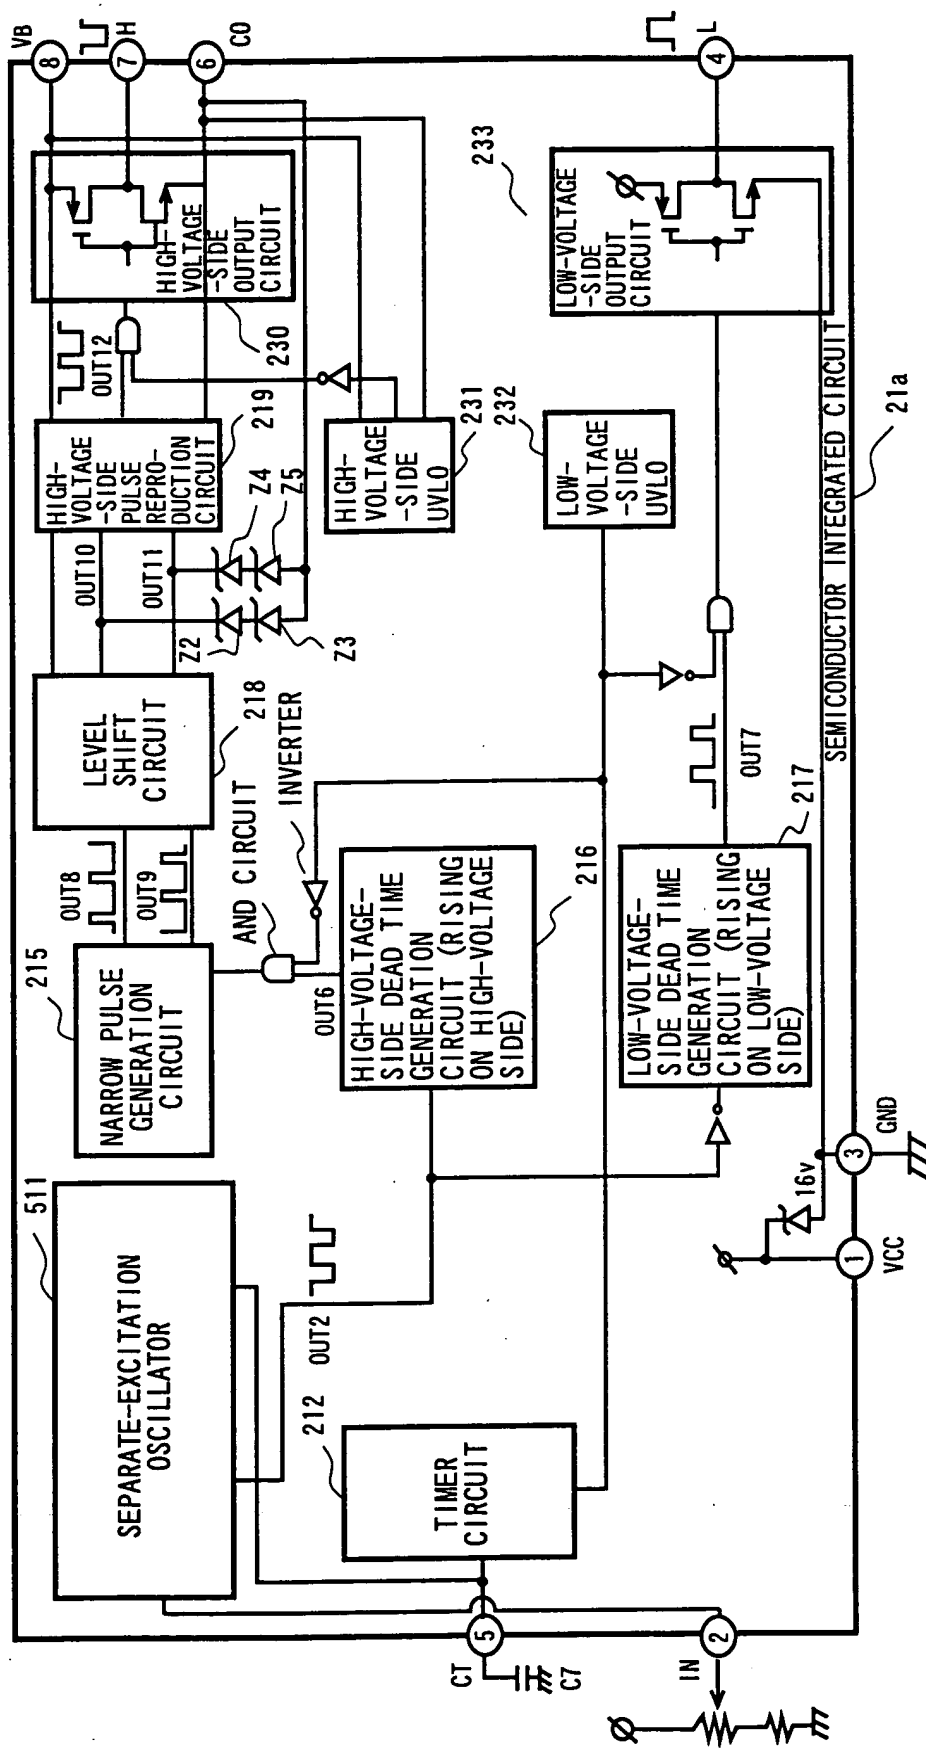 VB
8
H
7
CO
6
L
4
HIGH-
VOLTAGE
-SIDE
OUTPUT
CIRCUIT
230
LOW-VOLTAGE
-SIDE
OUTPUT
CIRCUIT
233
OUT12
HIGH-
VOLTAGE
-SIDE
PULSE
REPRO-
DUCTION
CIRCUIT
219
HIGH-
VOLTAGE
-SIDE
UVLO
231
232
LOW-
VOLTAGE
-SIDE
UVLO
OUT10
OUT11
Z4
Z5
Z2
Z3
LEVEL
SHIFT
CIRCUIT
218
OUT8
OUT9
AND CIRCUIT
INVERTER
215
NARROW PULSE
GENERATION
CIRCUIT
OUT6
HIGH-VOLTAGE-
SIDE DEAD TIME
GENERATION
CIRCUIT (RISING
ON HIGH-VOLTAGE
SIDE)
216
OUT7
217
LOW-VOLTAGE-
SIDE DEAD TIME
GENERATION
CIRCUIT (RISING
ON LOW-VOLTAGE
SIDE)
SEMICONDUCTOR INTEGRATED CIRCUIT
21a
511
SEPARATE-EXCITATION
OSCILLATOR
OUT2
212
TIMER
CIRCUIT
16v
3
GND
1
VCC
5
CT
C7
2
IN